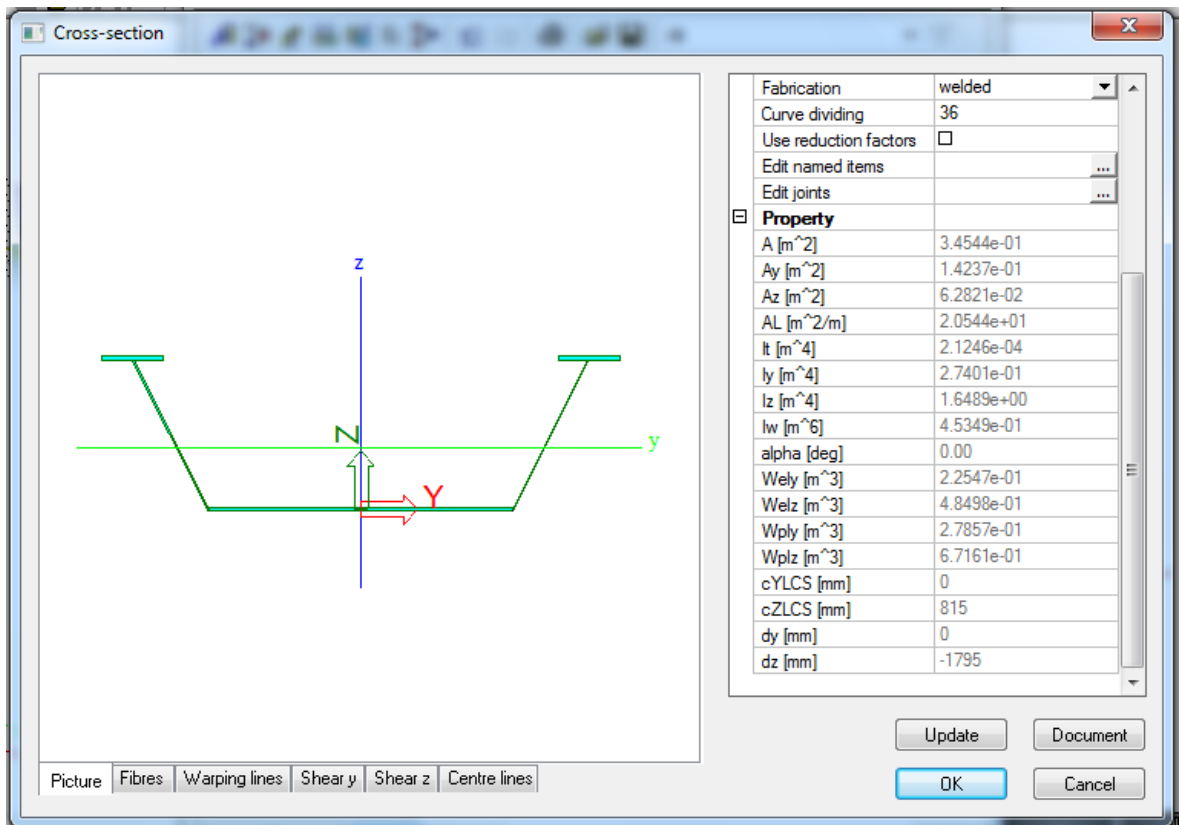 Cross-section
X
z
y
N
Y
Picture Fibres Warping lines Shear y Shear z Centre lines
Fabrication welded
Curve dividing 36
Use reduction factors
Edit named items ...
Edit joints ...
Property
A [m^2] 3.4544e-01
Ay [m^2] 1.4237e-01
Az [m^2] 6.2821e-02
AL [m^2/m] 2.0544e+01
It [m^4] 2.1246e-04
Iy [m^4] 2.7401e-01
Iz [m^4] 1.6489e+00
Iw [m^6] 4.5349e-01
alpha [deg] 0.00
Wely [m^3] 2.2547e-01
Welz [m^3] 4.8498e-01
Wply [m^3] 2.7857e-01
Wplz [m^3] 6.7161e-01
cYLCS [mm] 0
cZLCS [mm] 815
dy [mm] 0
dz [mm] -1795
Update Document
OK Cancel